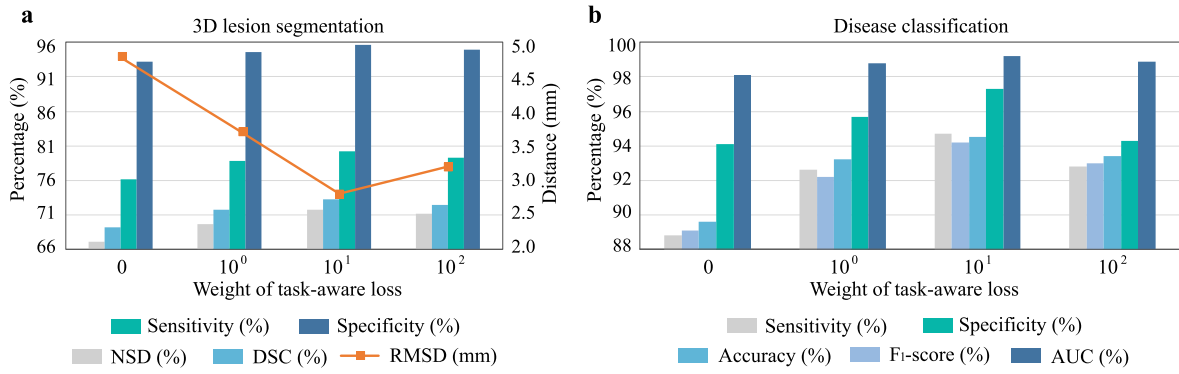 a
3D lesion segmentation
Percentage (%)
96
91
86
81
76
71
66
5.0
4.5
4.0
3.5
3.0
2.5
2.0
Distance (mm)
0
10⁰
10¹
10²
Weight of task-aware loss
Sensitivity (%)
Specificity (%)
NSD (%)
DSC (%)
RMSD (mm)
b
Disease classification
Percentage (%)
100
98
96
94
92
90
88
0
10⁰
10¹
10²
Weight of task-aware loss
Sensitivity (%)
Specificity (%)
Accuracy (%)
F₁-score (%)
AUC (%)